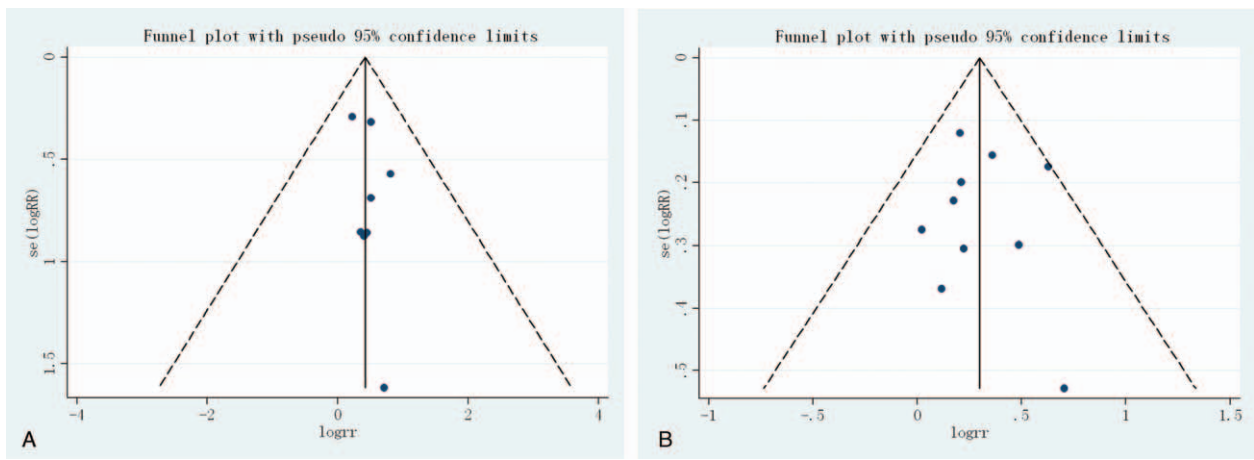 Funnel plot with pseudo 95% confidence limits
0
.5
1
1.5
se(logRR)
-4
-2
0
2
4
logrr
A
Funnel plot with pseudo 95% confidence limits
0
.1
.2
.3
.4
.5
se(logRR)
-1
-.5
0
.5
1
1.5
logrr
B